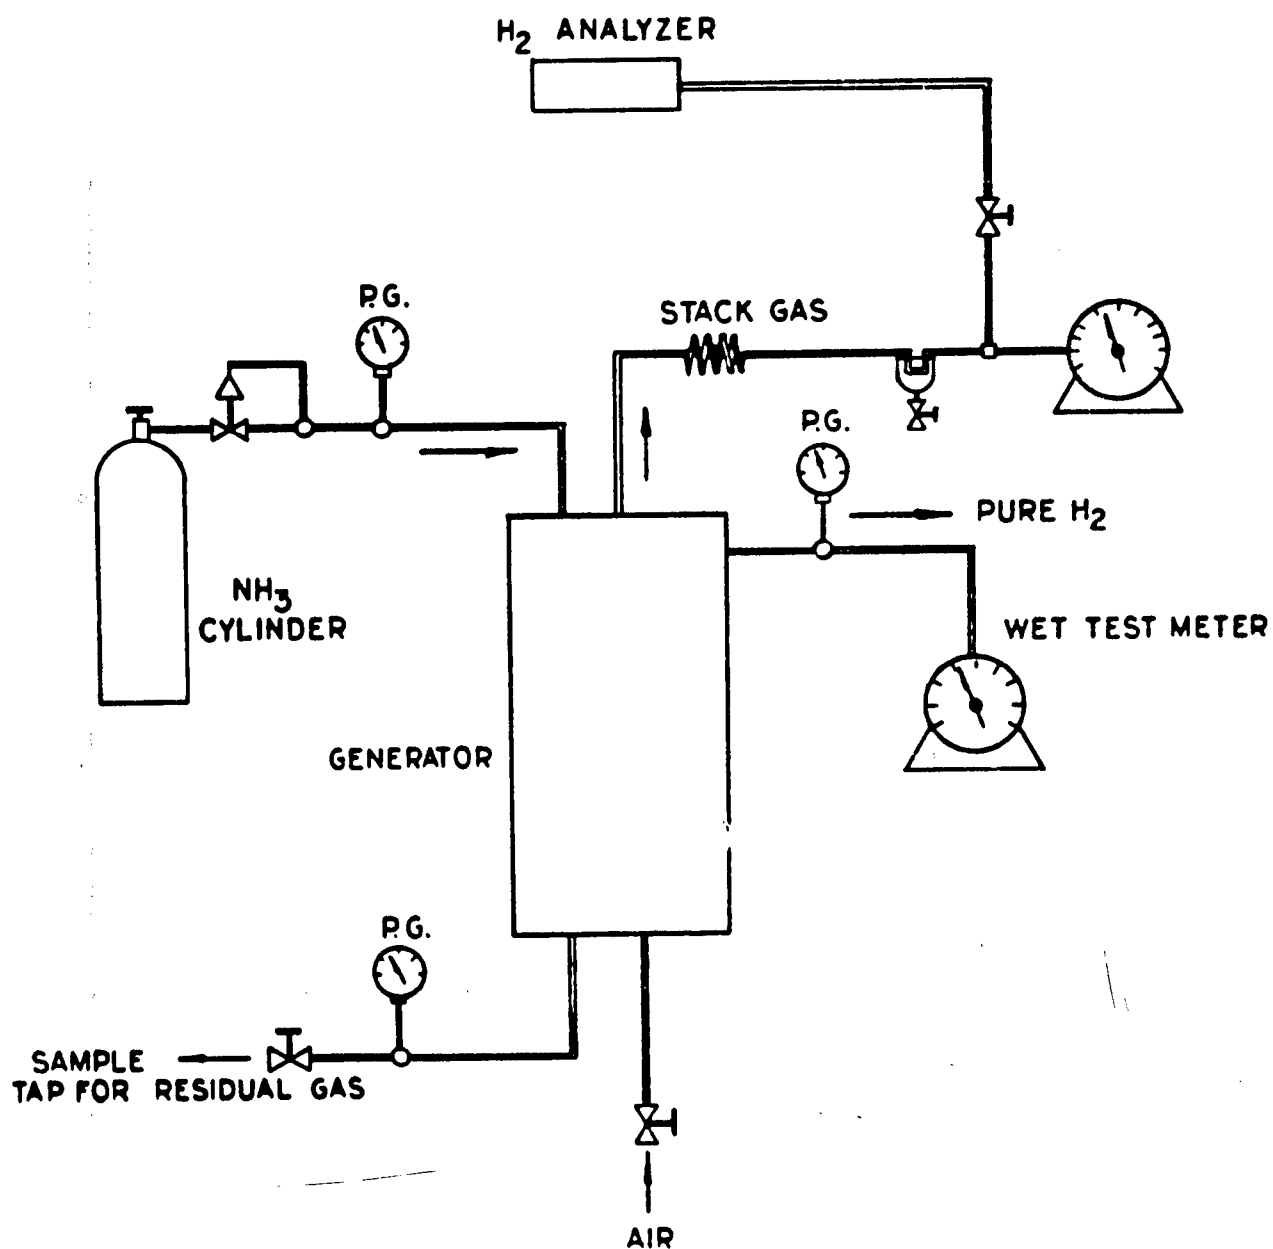 H2 ANALYZER
P.G.
STACK GAS
P.G.
PURE H2
NH3
CYLINDER
WET TEST METER
GENERATOR
P.G.
SAMPLE
TAP FOR RESIDUAL GAS
AIR